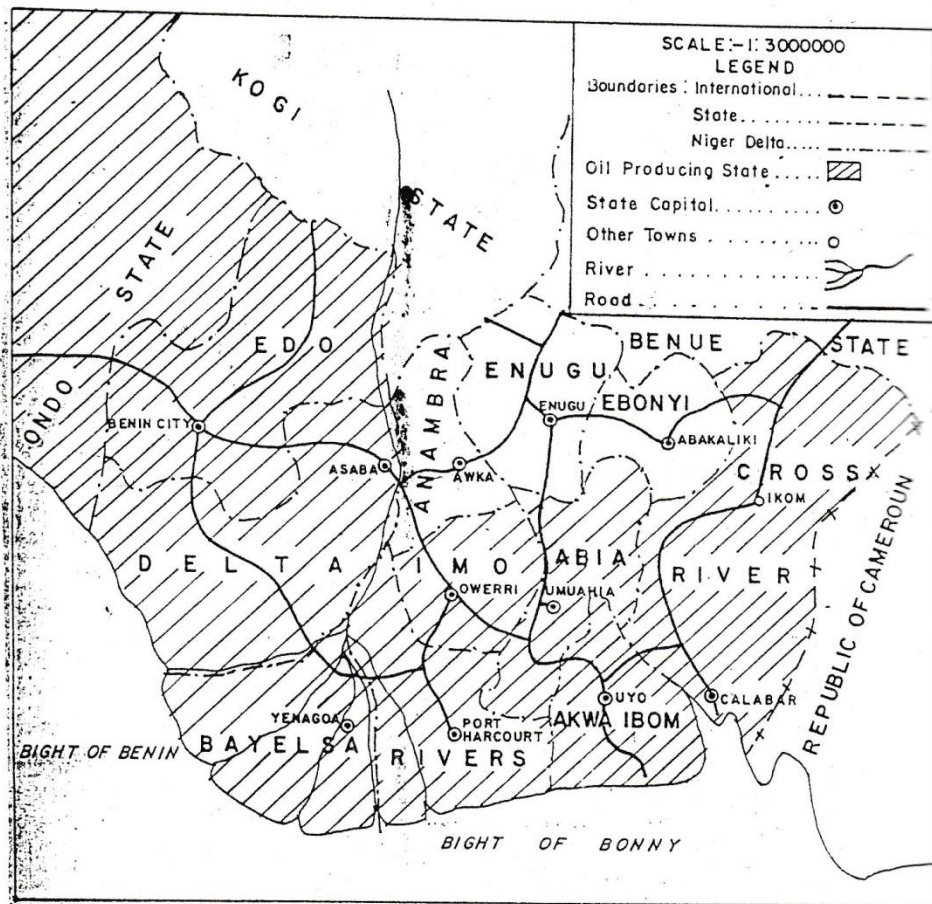 SCALE:-1:3000000
LEGEND
Boundaries: International....
State.......
Niger Delta....
Oil Producing State.....
State Capital.........
Other Towns........
River............
Road............
KOGI
STATE
STATE
EDO
ONDO
BENIN CITY
ASABA
ANAMBRA
AWKA
ENUGU
ENUGU
BENUE
STATE
EBONYI
ABAKALIKI
CROSS
IKOM
RIVER
DELTA
IMO
OWERRI
ABIA
UMUAHIA
REPUBLIC OF CAMEROUN
UYO
CALABAR
AKWA IBOM
YENAGOA
BAYELSA
PORT
HARCOURT
RIVERS
BIGHT OF BENIN
BIGHT OF BONNY